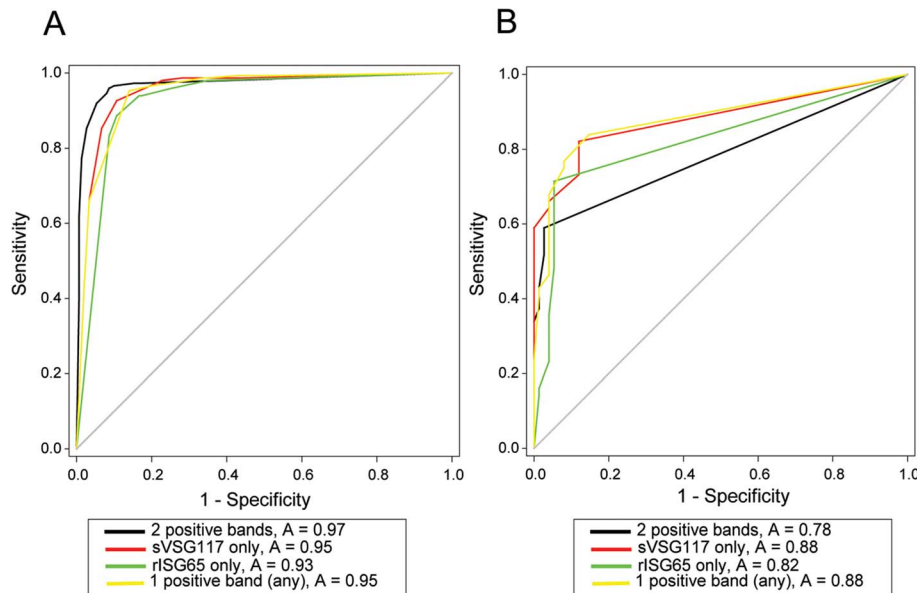 A
B
1.0
0.8
0.6
0.4
0.2
0.0
Sensitivity
0.0 0.2 0.4 0.6 0.8 1.0
1 - Specificity
2 positive bands, A = 0.97
sVSG117 only, A = 0.95
rISG65 only, A = 0.93
1 positive band (any), A = 0.95
1.0
0.8
0.6
0.4
0.2
0.0
Sensitivity
0.0 0.2 0.4 0.6 0.8 1.0
1 - Specificity
2 positive bands, A = 0.78
sVSG117 only, A = 0.88
rISG65 only, A = 0.82
1 positive band (any), A = 0.88